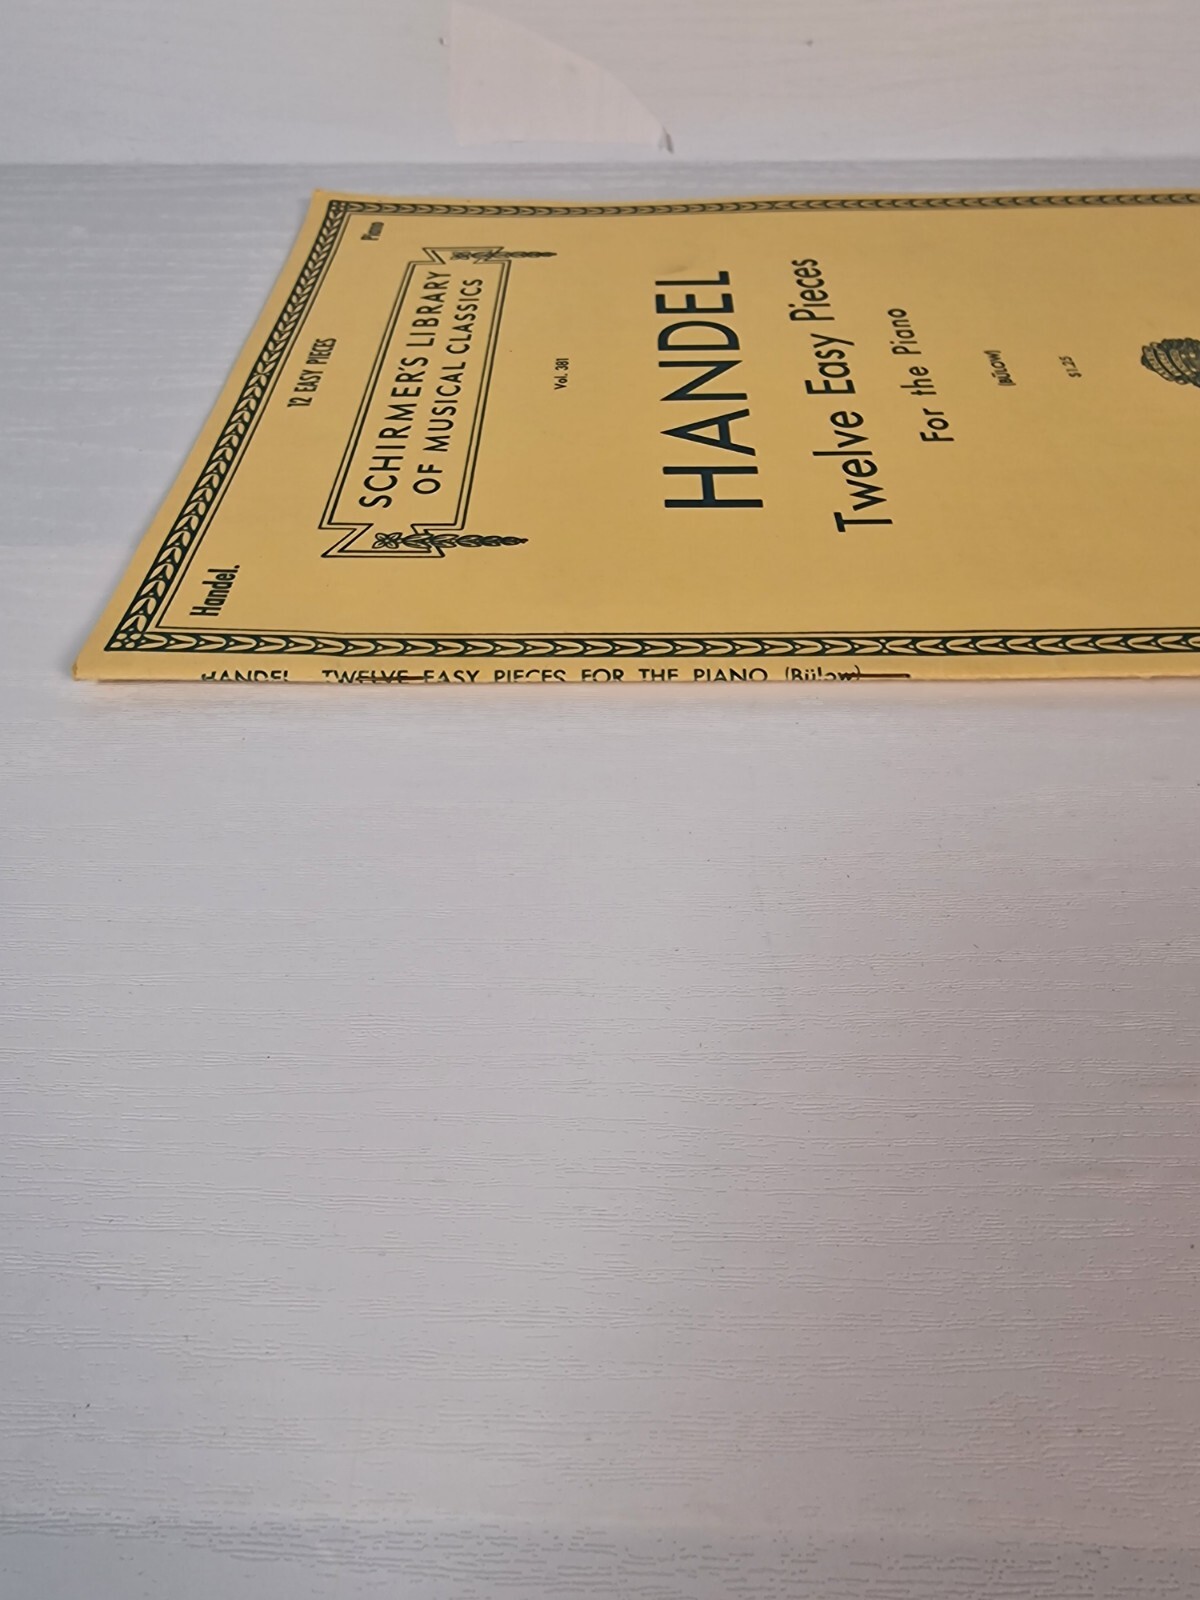 Handel.
12 EASY PIECES
Piano
SCHIRMER'S LIBRARY
OF MUSICAL CLASSICS
Vol. 381
HANDEL
Twelve Easy Pieces
For the Piano
(BÜLOW)
$1.25
HANDEL TWELVE EASY PIECES FOR THE PIANO (Bülow)